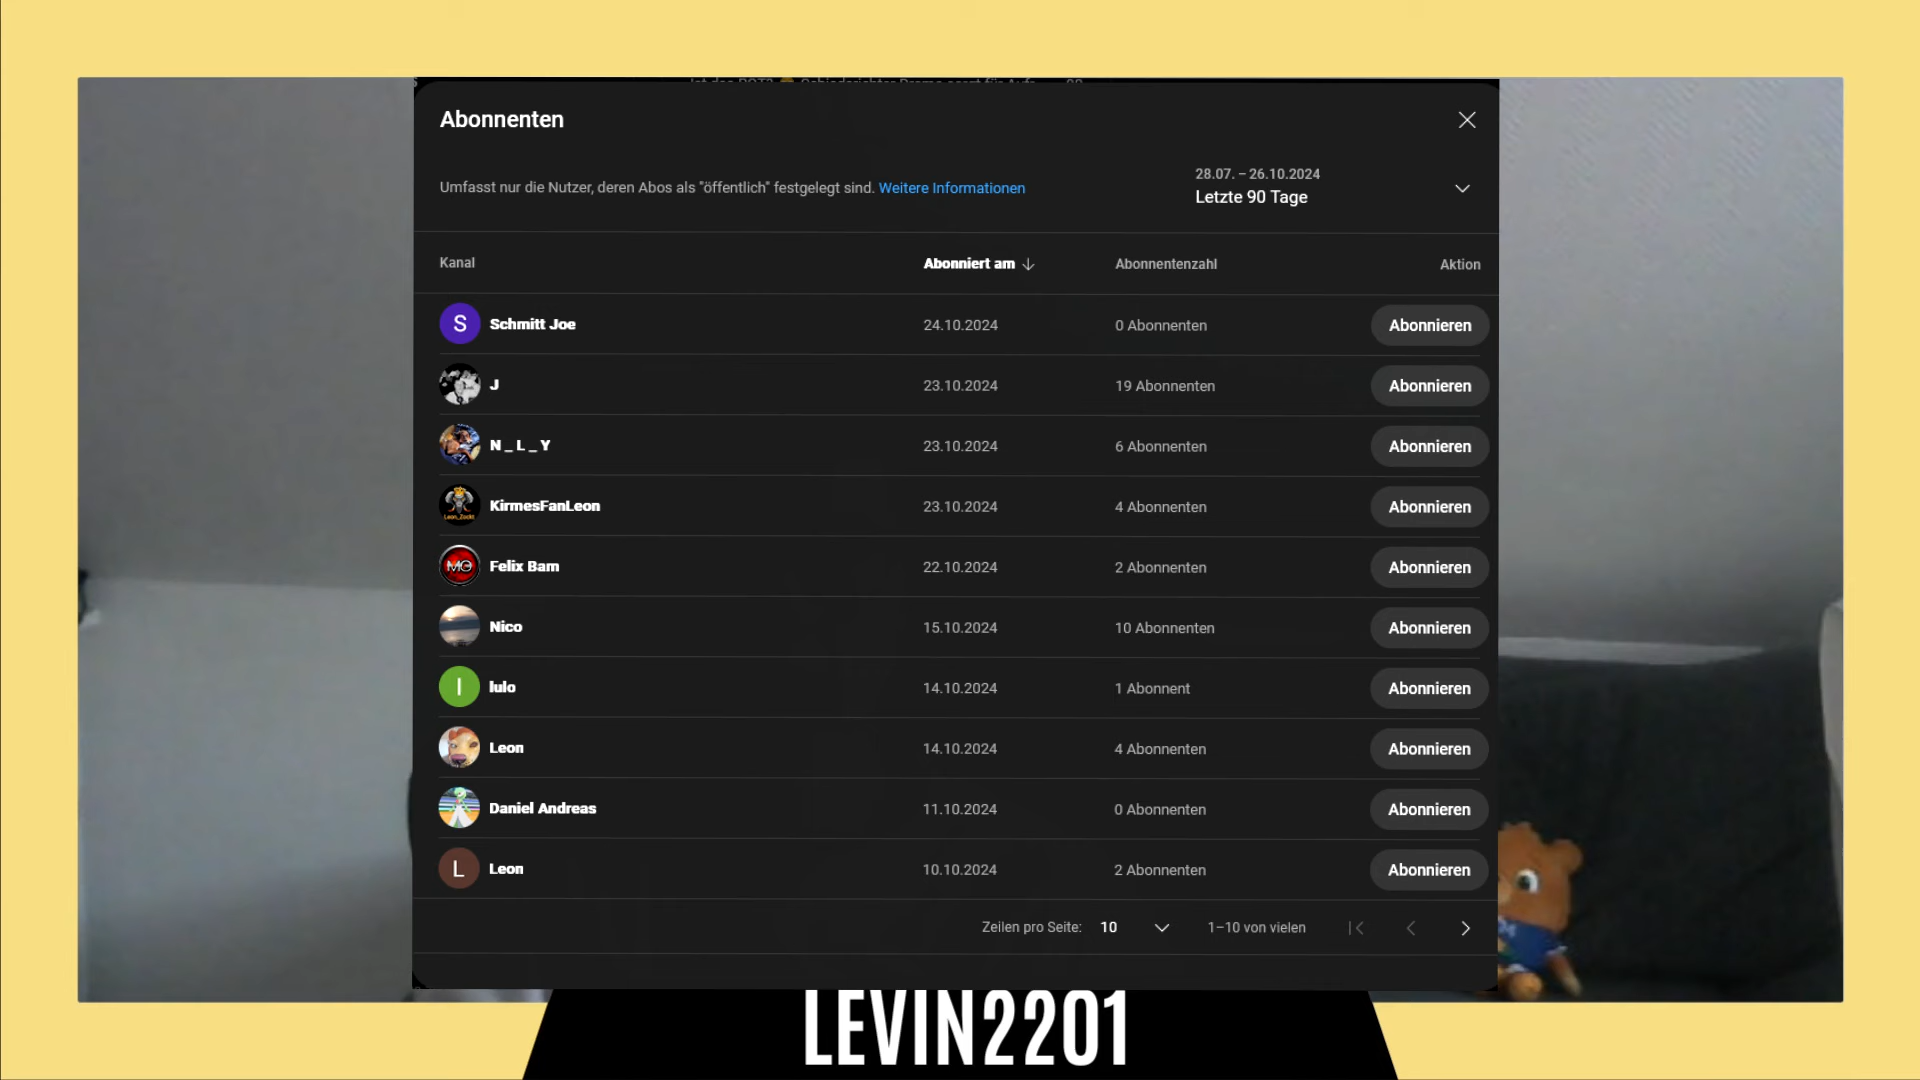 Abonnenten
Umfasst nur die Nutzer, deren Abos als "öffentlich" festgelegt sind. Weitere Informationen
28.07. – 26.10.2024
Letzte 90 Tage
Kanal Abonniert am Abonnentenzahl Aktion
S Schmitt Joe 24.10.2024 0 Abonnenten Abonnieren
J 23.10.2024 19 Abonnenten Abonnieren
N _ L _ Y 23.10.2024 6 Abonnenten Abonnieren
KirmesFanLeon 23.10.2024 4 Abonnenten Abonnieren
MO Felix Bam 22.10.2024 2 Abonnenten Abonnieren
Nico 15.10.2024 10 Abonnenten Abonnieren
l lulo 14.10.2024 1 Abonnent Abonnieren
Leon 14.10.2024 4 Abonnenten Abonnieren
Daniel Andreas 11.10.2024 0 Abonnenten Abonnieren
L Leon 10.10.2024 2 Abonnenten Abonnieren
Zeilen pro Seite: 10 1–10 von vielen
LEVIN2201